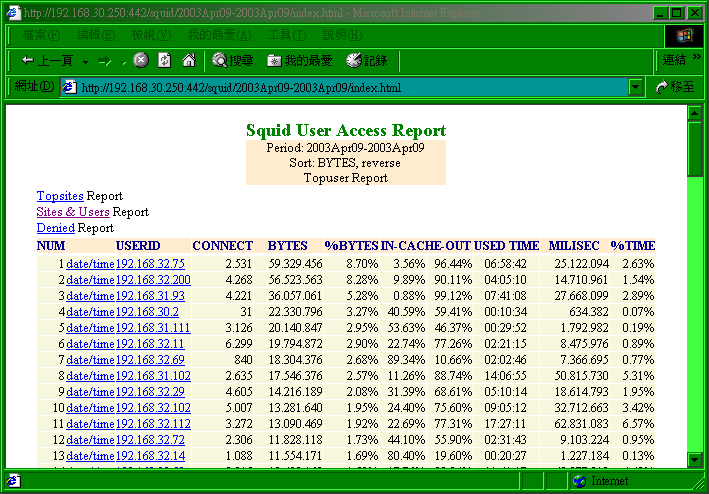 http://192.168.30.250:442/squid/2003Apr09-2003Apr09/index.html - Microsoft Internet Explorer
檔案(F) 編輯(E) 檢視(V) 我的最愛(A) 工具(T) 說明(H)
上一頁 搜尋 我的最愛 記錄 連結 »
網址(D) http://192.168.30.250:442/squid/2003Apr09-2003Apr09/index.html 移至
Squid User Access Report
Period: 2003Apr09-2003Apr09
Sort: BYTES, reverse
Topuser Report
Topsites Report
Sites & Users Report
Denied Report
NUM USERID CONNECT BYTES %BYTES IN-CACHE-OUT USED TIME MILISEC %TIME
1 date/time 192.168.32.75 2.531 59.329.456 8.70% 3.56% 96.44% 06:58:42 25.122.094 2.63%
2 date/time 192.168.32.200 4.268 56.523.563 8.28% 9.89% 90.11% 04:05:10 14.710.961 1.54%
3 date/time 192.168.31.93 4.221 36.057.061 5.28% 0.88% 99.12% 07:41:08 27.668.099 2.89%
4 date/time 192.168.30.2 31 22.330.796 3.27% 40.59% 59.41% 00:10:34 634.382 0.07%
5 date/time 192.168.31.111 3.126 20.140.847 2.95% 53.63% 46.37% 00:29:52 1.792.982 0.19%
6 date/time 192.168.32.11 6.299 19.794.872 2.90% 22.74% 77.26% 02:21:15 8.475.976 0.89%
7 date/time 192.168.32.69 840 18.304.376 2.68% 89.34% 10.66% 02:02:46 7.366.695 0.77%
8 date/time 192.168.31.102 2.635 17.546.376 2.57% 11.26% 88.74% 14:06:55 50.815.730 5.31%
9 date/time 192.168.32.29 4.605 14.216.189 2.08% 31.39% 68.61% 05:10:14 18.614.793 1.95%
10 date/time 192.168.32.102 5.007 13.281.640 1.95% 24.40% 75.60% 09:05:12 32.712.663 3.42%
11 date/time 192.168.32.112 3.272 13.090.469 1.92% 22.69% 77.31% 17:27:11 62.831.083 6.57%
12 date/time 192.168.32.72 2.306 11.828.118 1.73% 44.10% 55.90% 02:31:43 9.103.224 0.95%
13 date/time 192.168.32.14 1.088 11.554.171 1.69% 80.40% 19.60% 00:20:27 1.227.184 0.13%
Internet